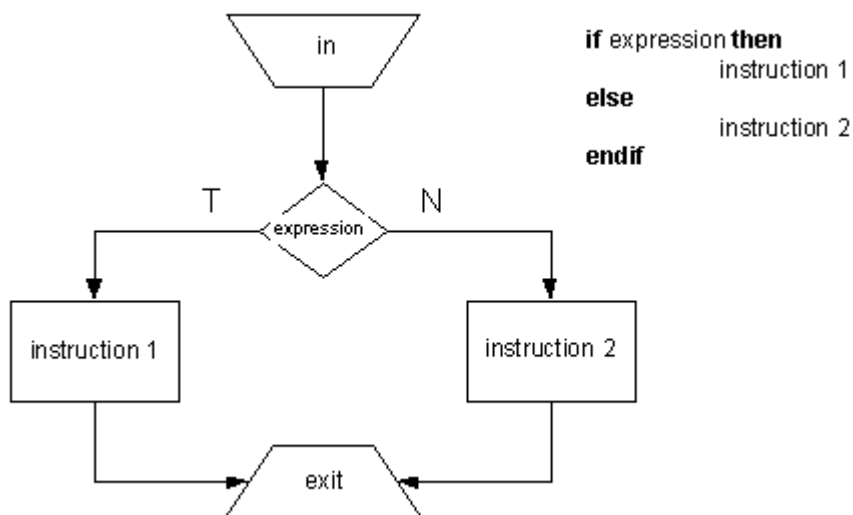 in
if expression then
instruction 1
else
instruction 2
endif
T
N
expression
instruction 1
instruction 2
exit